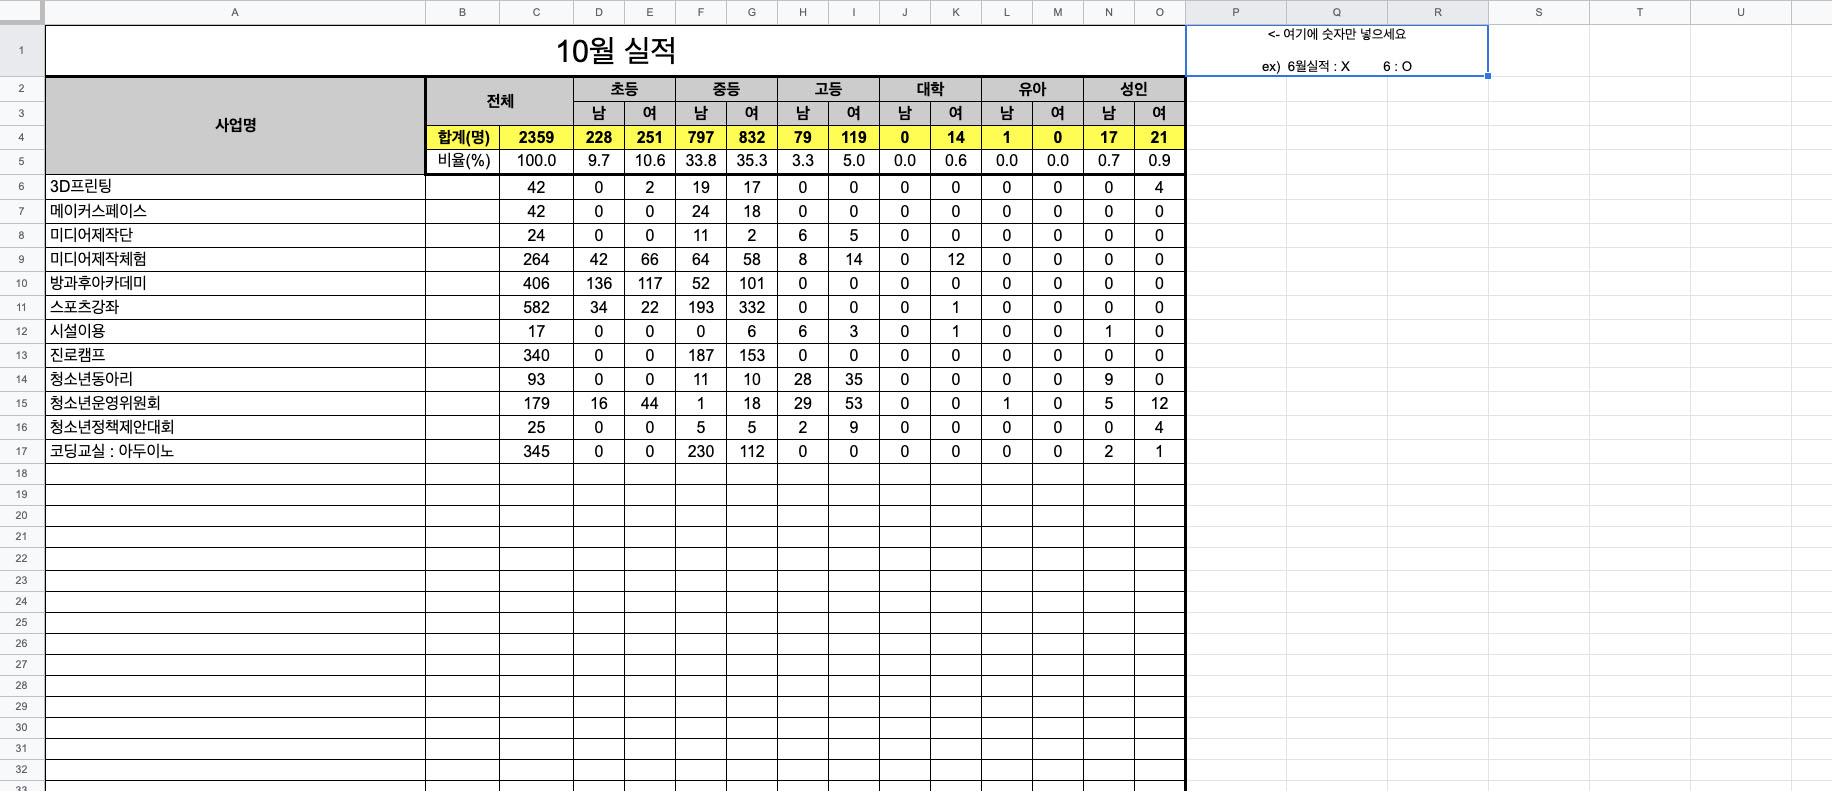 A B C D E F G H I J K L M N O P Q R S T U
1 10월 실적 <- 여기에 숫자만 넣으세요
ex) 6월실적 : X 6 : O
2 사업명 전체 초등 중등 고등 대학 유아 성인
3 남 여 남 여 남 여 남 여 남 여 남 여
4 합계(명) 2359 228 251 797 832 79 119 0 14 1 0 17 21
5 비율(%) 100.0 9.7 10.6 33.8 35.3 3.3 5.0 0.0 0.6 0.0 0.0 0.7 0.9
6 3D프린팅 42 0 2 19 17 0 0 0 0 0 0 0 4
7 메이커스페이스 42 0 0 24 18 0 0 0 0 0 0 0 0
8 미디어제작단 24 0 0 11 2 6 5 0 0 0 0 0 0
9 미디어제작체험 264 42 66 64 58 8 14 0 12 0 0 0 0
10 방과후아카데미 406 136 117 52 101 0 0 0 0 0 0 0 0
11 스포츠강좌 582 34 22 193 332 0 0 0 1 0 0 0 0
12 시설이용 17 0 0 0 6 6 3 0 1 0 0 1 0
13 진로캠프 340 0 0 187 153 0 0 0 0 0 0 0 0
14 청소년동아리 93 0 0 11 10 28 35 0 0 0 0 9 0
15 청소년운영위원회 179 16 44 1 18 29 53 0 0 1 0 5 12
16 청소년정책제안대회 25 0 0 5 5 2 9 0 0 0 0 0 4
17 코딩교실 : 아두이노 345 0 0 230 112 0 0 0 0 0 0 2 1
18
19
20
21
22
23
24
25
26
27
28
29
30
31
32
33